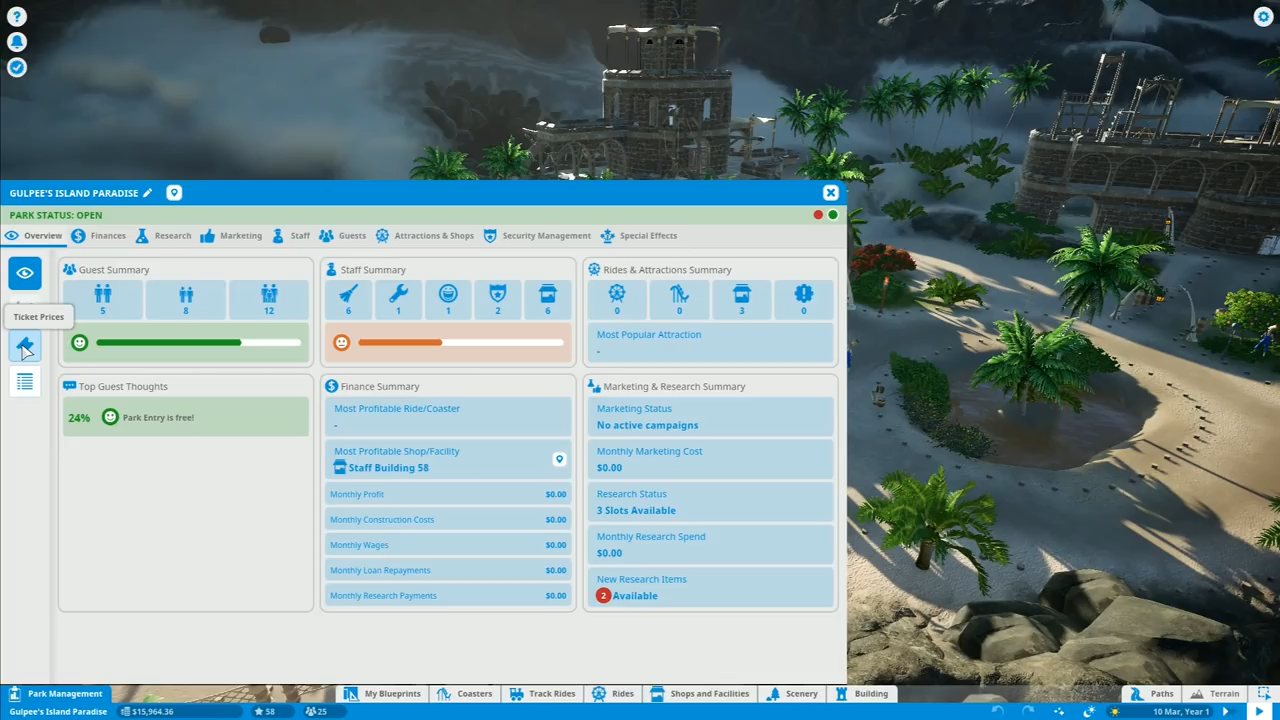 GULPEE'S ISLAND PARADISE
PARK STATUS: OPEN
Overview Finances Research Marketing Staff Guests Attractions & Shops Security Management Special Effects
Ticket Prices
Guest Summary
5 8 12
Top Guest Thoughts
24% Park Entry is free!
Staff Summary
6 1 1 2 6
Finance Summary
Most Profitable Ride/Coaster
-
Most Profitable Shop/Facility
Staff Building 58
Monthly Profit $0.00
Monthly Construction Costs $0.00
Monthly Wages $0.00
Monthly Loan Repayments $0.00
Monthly Research Payments $0.00
Rides & Attractions Summary
0 0 3 0
Most Popular Attraction
-
Marketing & Research Summary
Marketing Status
No active campaigns
Monthly Marketing Cost
$0.00
Research Status
3 Slots Available
Monthly Research Spend
$0.00
New Research Items
2 Available
Park Management My Blueprints Coasters Track Rides Rides Shops and Facilities Scenery Building Paths Terrain
Gulpee's Island Paradise $15,964.36 58 25 10 Mar, Year 1